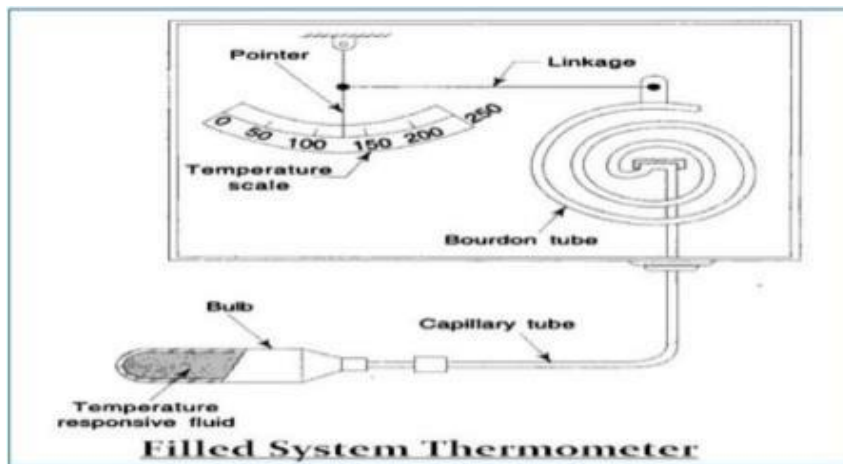 Pointer
Linkage
0 50 100 150 200 250
Temperature
scale
Bourdon tube
Bulb
Capillary tube
Temperature
responsive fluid
Filled System Thermometer